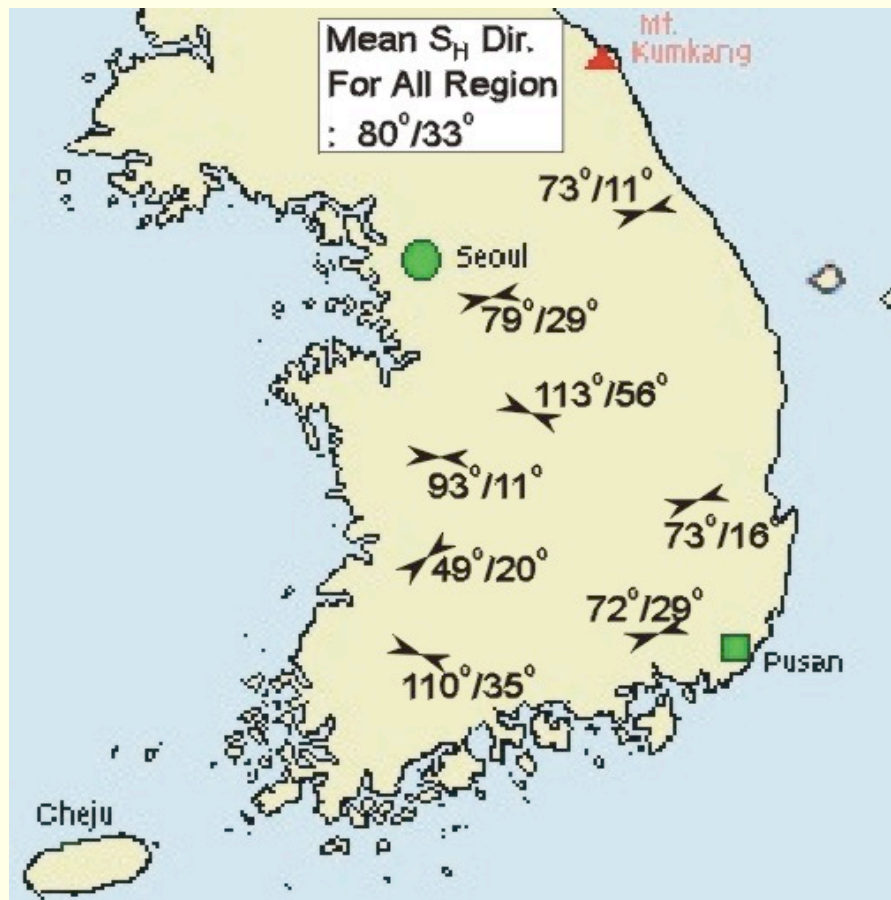 Mean S_H Dir.
For All Region
: 80°/33°
Mt.
Kumkang
73°/11°
Seoul
79°/29°
113°/56°
93°/11°
73°/16°
49°/20°
72°/29°
Pusan
110°/35°
Cheju